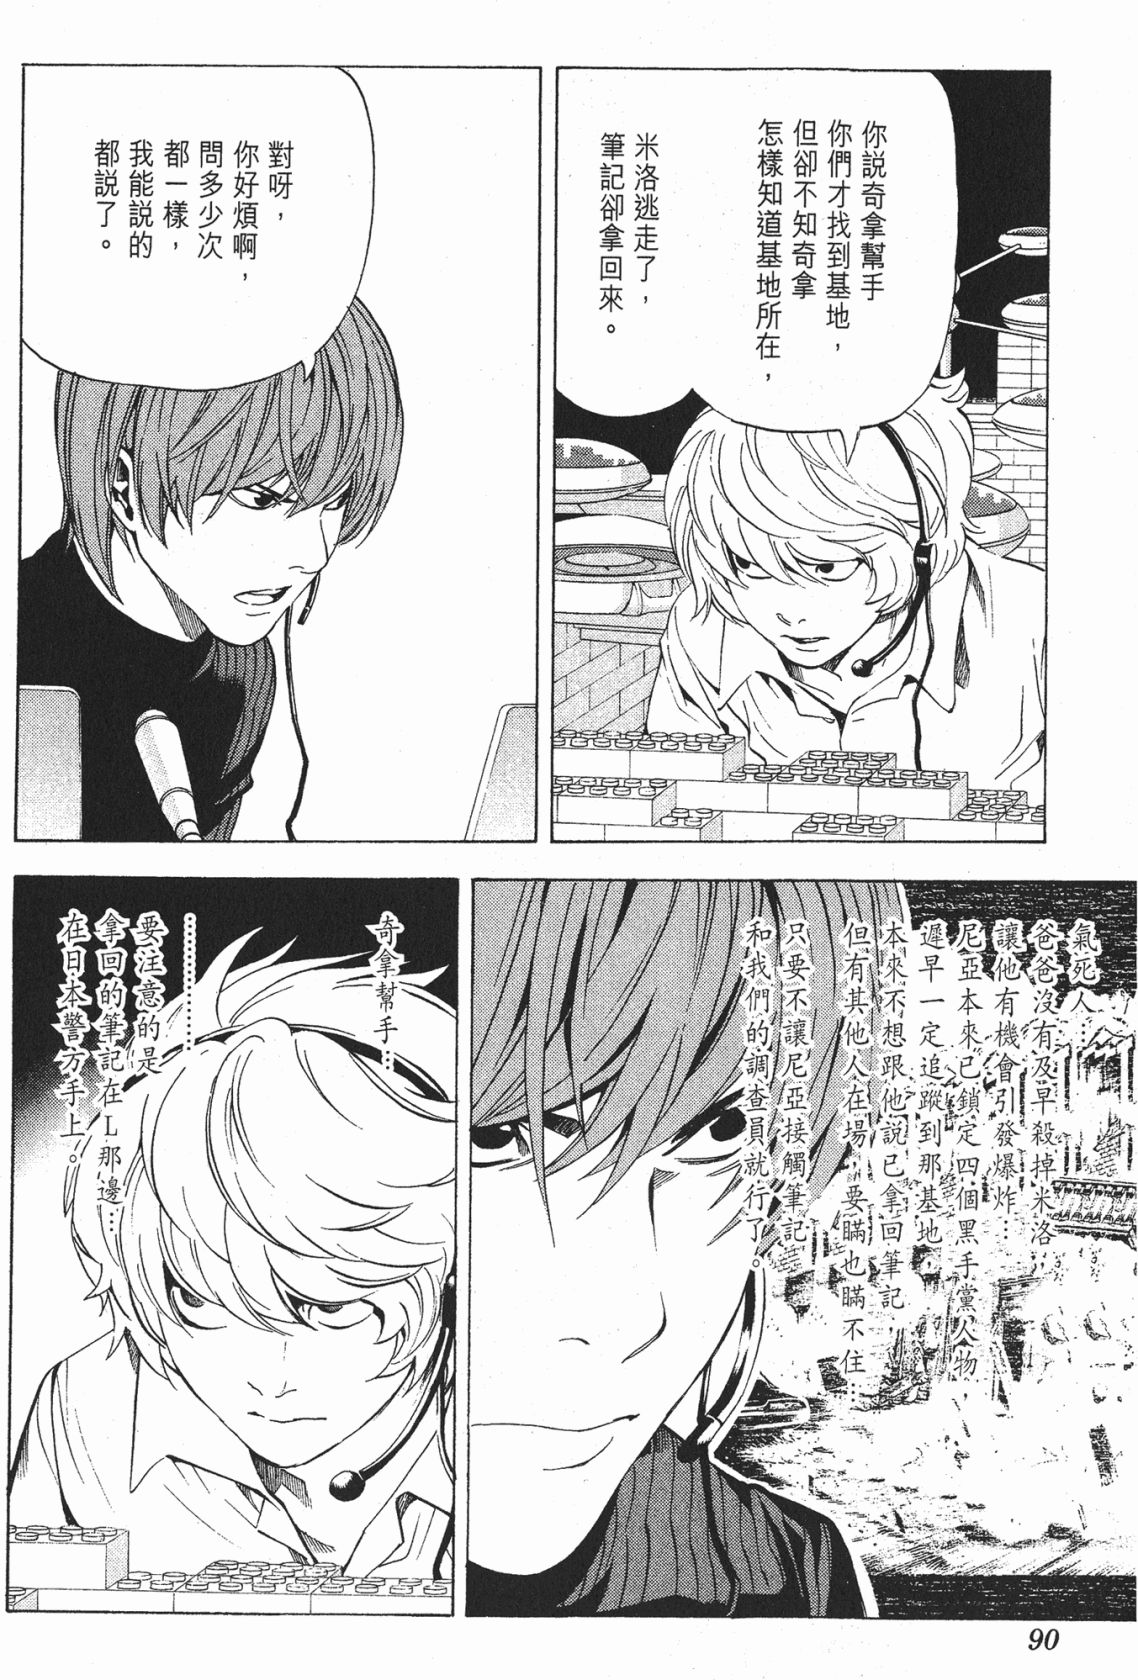 你說奇拿幫手
你們才找到基地，
但卻不知奇拿
怎樣知道基地所在，
米洛逃走了，
筆記卻拿回來。
對呀，
你好煩啊，
問多少次
都一樣，
我能說的
都說了。
氣死人…
爸爸沒有及早殺掉米洛，
讓他有機會引發爆炸…
尼亞本來已鎖定四個黑手黨人物，
遲早一定追蹤到那基地，
本來不想跟他說已拿回筆記，
但有其他人在場，要瞞也瞞不住…
只要不讓尼亞接觸筆記
和我們的調查員就行了。
奇拿幫手…
…………
要注意的是
拿回的筆記在L那邊…
在日本警方手上。
90